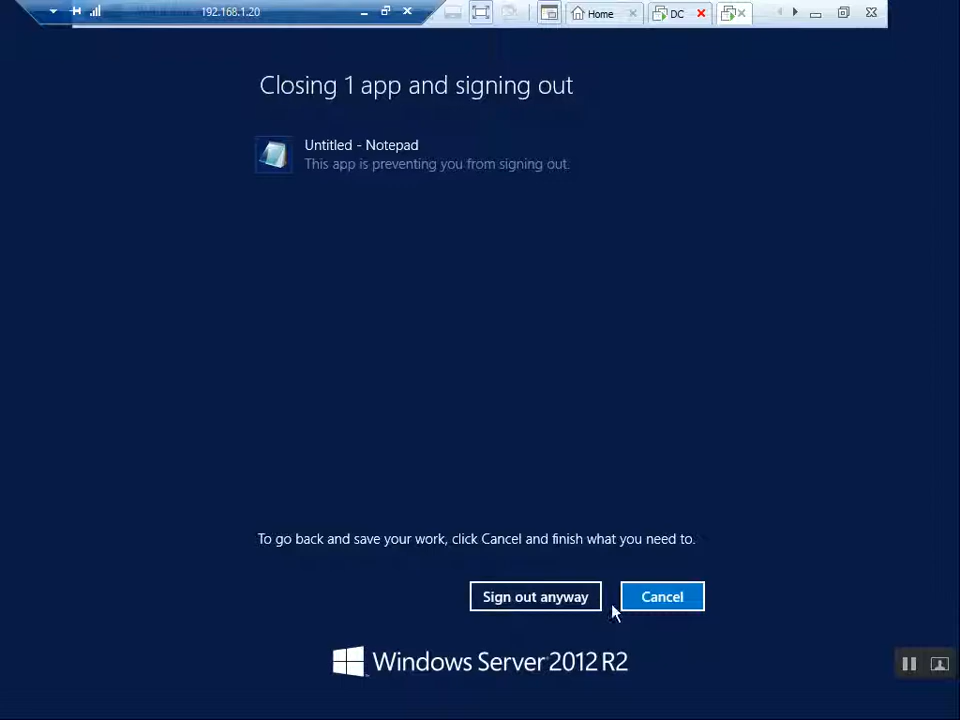 192.168.1.20
Home
DC
Closing 1 app and signing out
Untitled - Notepad
This app is preventing you from signing out.
To go back and save your work, click Cancel and finish what you need to.
Sign out anyway
Cancel
Windows Server 2012 R2